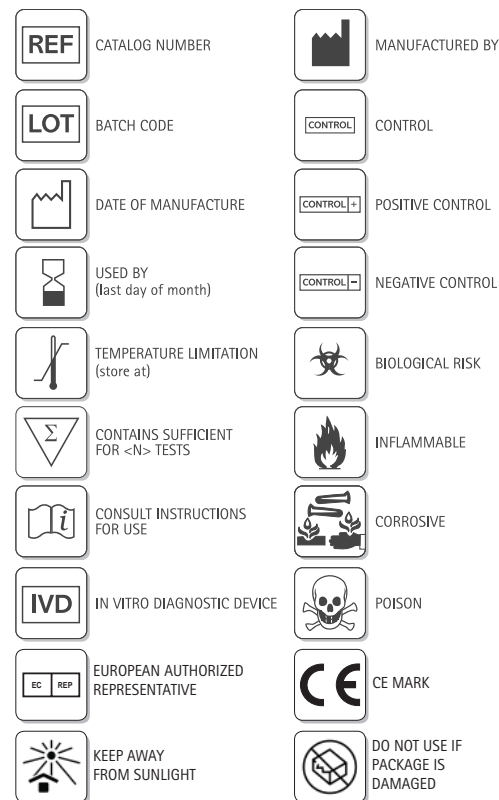 REF
CATALOG NUMBER
MANUFACTURED BY
LOT
BATCH CODE
CONTROL
CONTROL
DATE OF MANUFACTURE
CONTROL +
POSITIVE CONTROL
USED BY
(last day of month)
CONTROL -
NEGATIVE CONTROL
TEMPERATURE LIMITATION
(store at)
BIOLOGICAL RISK
Σ
CONTAINS SUFFICIENT
FOR <N> TESTS
INFLAMMABLE
i
CONSULT INSTRUCTIONS
FOR USE
CORROSIVE
IVD
IN VITRO DIAGNOSTIC DEVICE
POISON
EC REP
EUROPEAN AUTHORIZED
REPRESENTATIVE
CE
CE MARK
KEEP AWAY
FROM SUNLIGHT
DO NOT USE IF
PACKAGE IS
DAMAGED